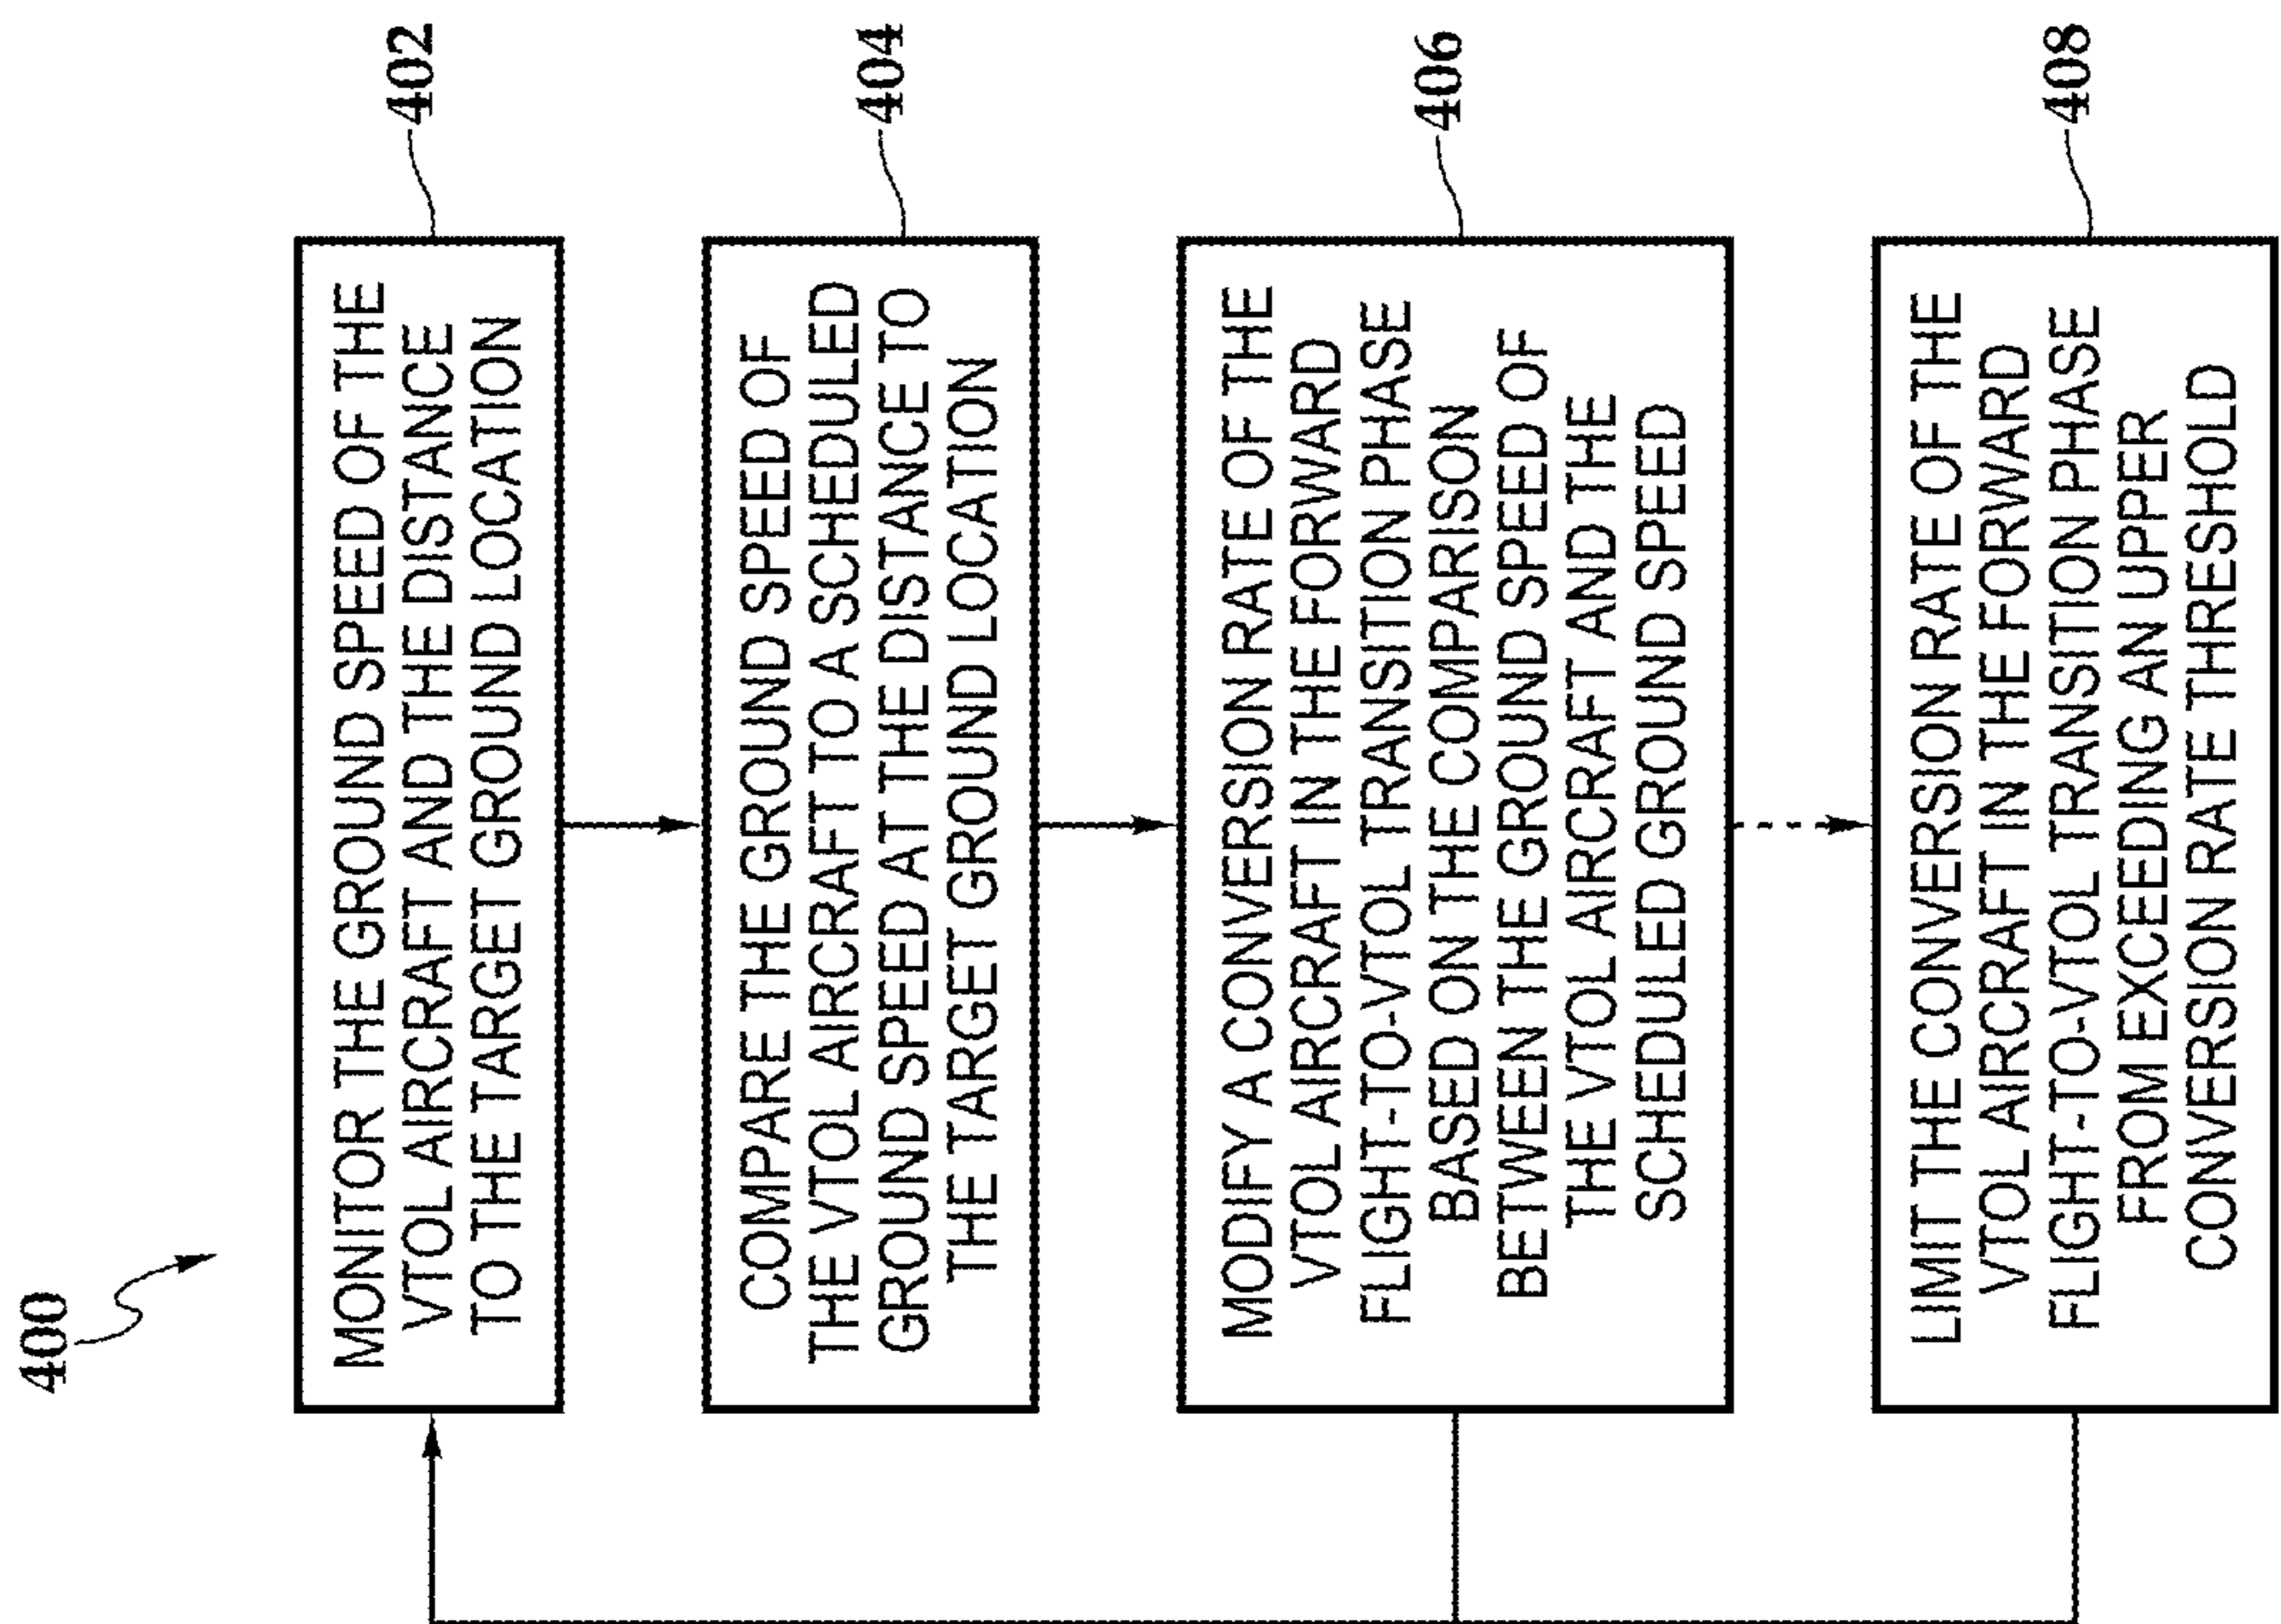 400
MONITOR THE GROUND SPEED OF THE
VTOL AIRCRAFT AND THE DISTANCE
TO THE TARGET GROUND LOCATION
402
COMPARE THE GROUND SPEED OF
THE VTOL AIRCRAFT TO A SCHEDULED
GROUND SPEED AT THE DISTANCE TO
THE TARGET GROUND LOCATION
404
MODIFY A CONVERSION RATE OF THE
VTOL AIRCRAFT IN THE FORWARD
FLIGHT-TO-VTOL TRANSITION PHASE
BASED ON THE COMPARISON
BETWEEN THE GROUND SPEED OF
THE VTOL AIRCRAFT AND THE
SCHEDULED GROUND SPEED
406
LIMIT THE CONVERSION RATE OF THE
VTOL AIRCRAFT IN THE FORWARD
FLIGHT-TO-VTOL TRANSITION PHASE
FROM EXCEEDING AN UPPER
CONVERSION RATE THRESHOLD
408